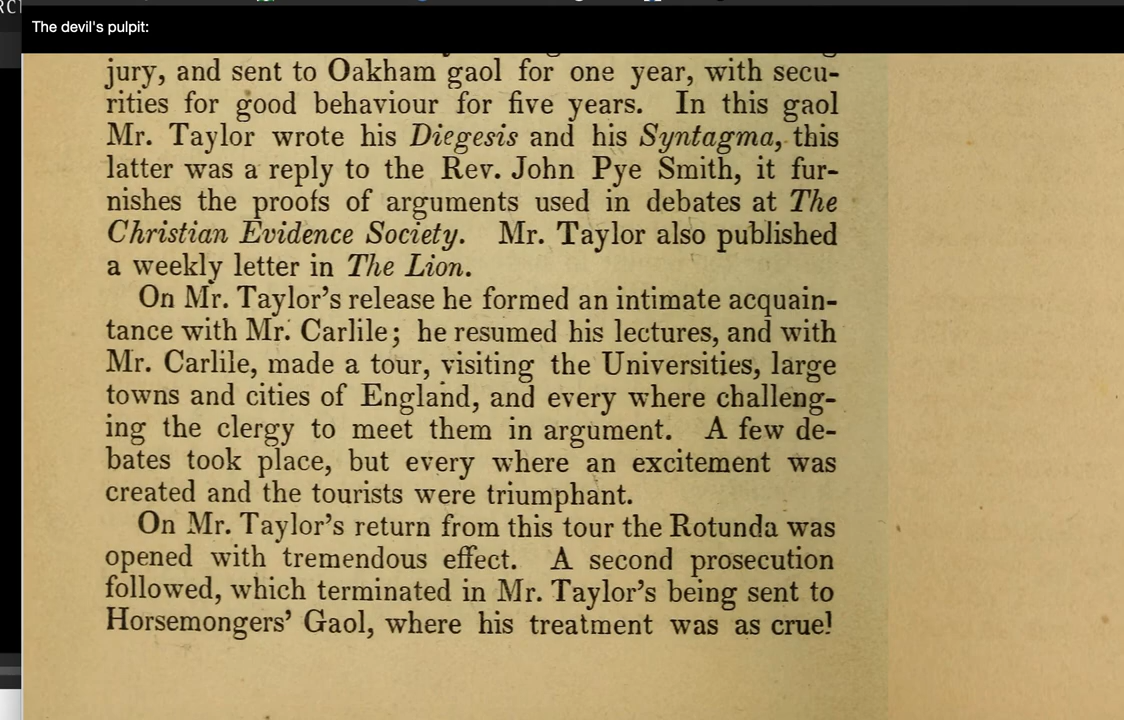 The devil's pulpit:
jury, and sent to Oakham gaol for one year, with secu-
rities for good behaviour for five years. In this gaol
Mr. Taylor wrote his Diegesis and his Syntagma, this
latter was a reply to the Rev. John Pye Smith, it fur-
nishes the proofs of arguments used in debates at The
Christian Evidence Society. Mr. Taylor also published
a weekly letter in The Lion.
On Mr. Taylor's release he formed an intimate acquain-
tance with Mr. Carlile; he resumed his lectures, and with
Mr. Carlile, made a tour, visiting the Universities, large
towns and cities of England, and every where challeng-
ing the clergy to meet them in argument. A few de-
bates took place, but every where an excitement was
created and the tourists were triumphant.
On Mr. Taylor's return from this tour the Rotunda was
opened with tremendous effect. A second prosecution
followed, which terminated in Mr. Taylor's being sent to
Horsemongers' Gaol, where his treatment was as cruel